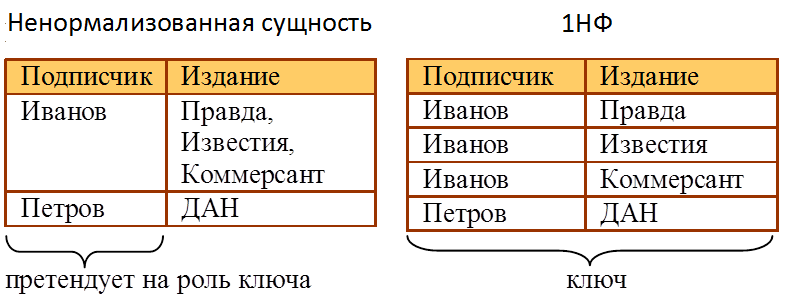 Ненормализованная сущность
1НФ
Подписчик Издание
Иванов Правда,
Известия,
Коммерсант
Петров ДАН
претендует на роль ключа
Подписчик Издание
Иванов Правда
Иванов Известия
Иванов Коммерсант
Петров ДАН
ключ